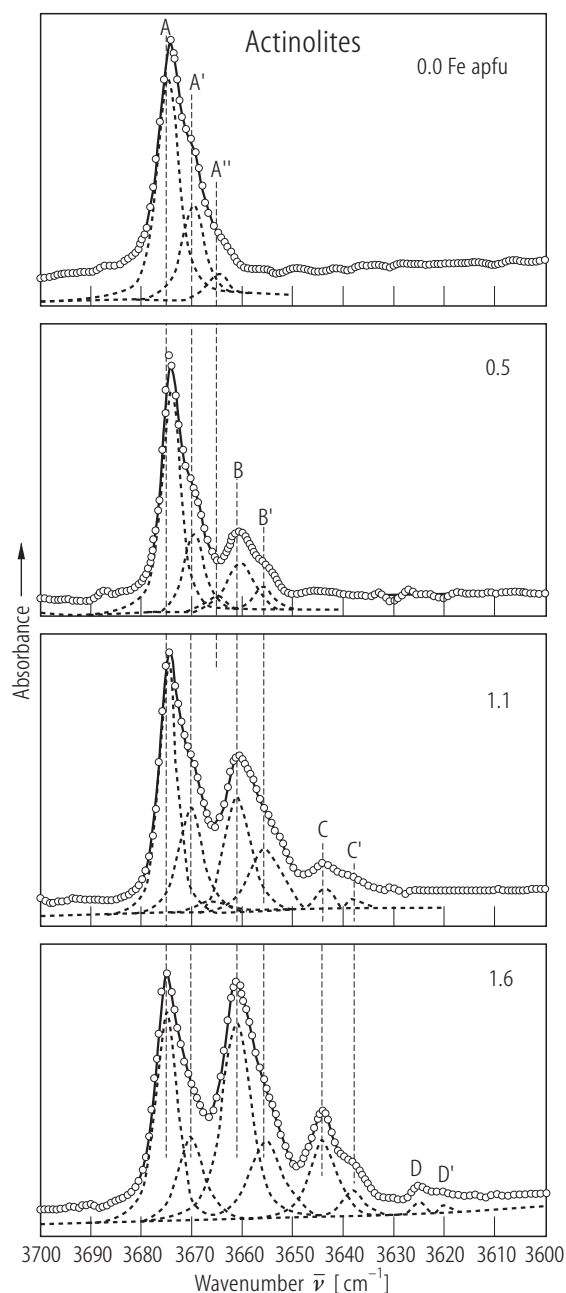 Actinolites
0.0 Fe apfu
A
A'
A''
0.5
B
B'
Absorbance
1.1
C
C'
1.6
D
D'
3700 3690 3680 3670 3660 3650 3640 3630 3620 3610 3600
Wavenumber ν̅ [ cm⁻¹]